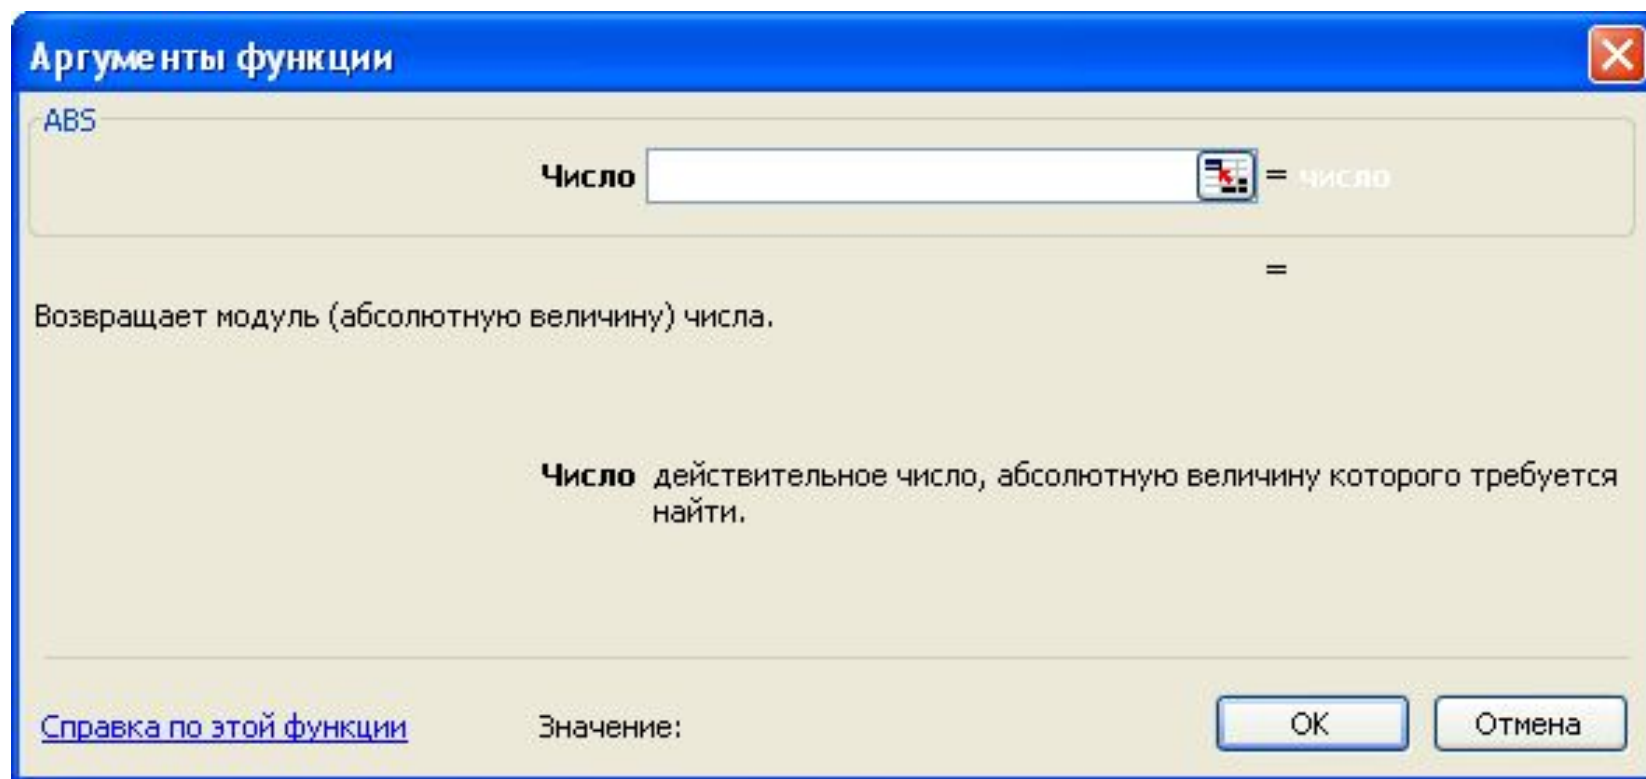 Аргументы функции
ABS
Число = число
=
Возвращает модуль (абсолютную величину) числа.
Число действительное число, абсолютную величину которого требуется
найти.
Справка по этой функции Значение: ОК Отмена